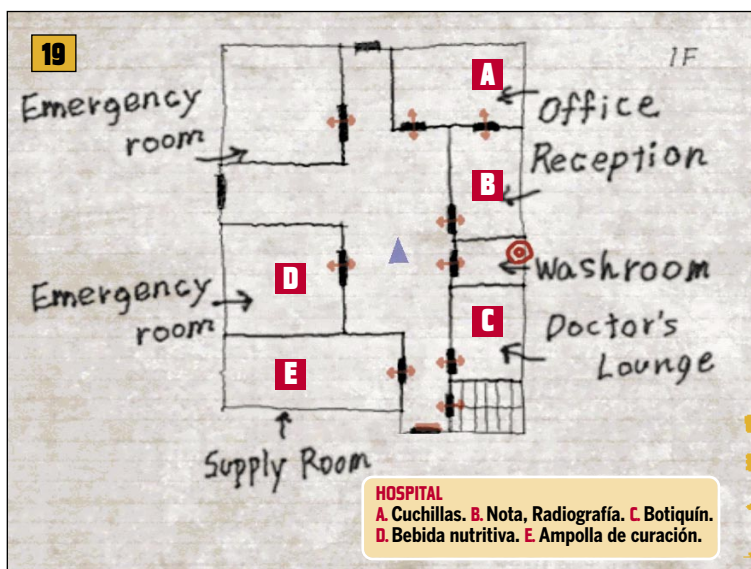 19
1F
A
Office
Emergency
room
Reception
B
Washroom
D
Emergency
room
C
Doctor's
Lounge
E
Supply Room
HOSPITAL
A. Cuchillas. B. Nota, Radiografía. C. Botiquín.
D. Bebida nutritiva. E. Ampolla de curación.